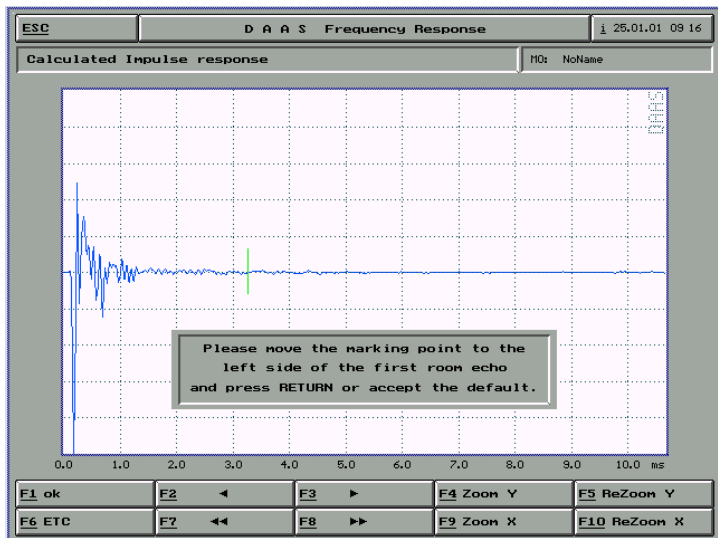 ESC
D A A S Frequency Response
i 25.01.01 09 16
Calculated Impulse response
MO: NoName
DAAS
Please move the marking point to the
left side of the first room echo
and press RETURN or accept the default.
0.0 1.0 2.0 3.0 4.0 5.0 6.0 7.0 8.0 9.0 10.0 ms
F1 ok
F2 ◄
F3 ►
F4 Zoom Y
F5 ReZoom Y
F6 ETC
F7 ◄◄
F8 ►►
F9 Zoom X
F10 ReZoom X